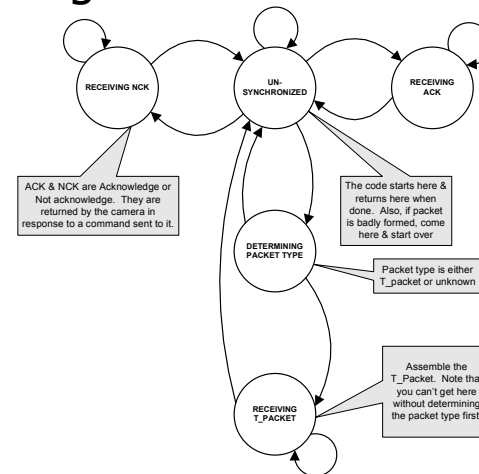 RECEIVING NCK
UN-
SYNCHRONIZED
RECEIVING
ACK
ACK & NCK are Acknowledge or
Not acknowledge. They are
returned by the camera in
response to a command sent to it.
The code starts here &
returns here when
done. Also, if packet
is badly formed, come
here & start over
DETERMINING
PACKET TYPE
Packet type is either
T_packet or unknown
Assemble the
T_Packet. Note
you can't get here
without determining
the packet type first
RECEIVING
T_PACKET